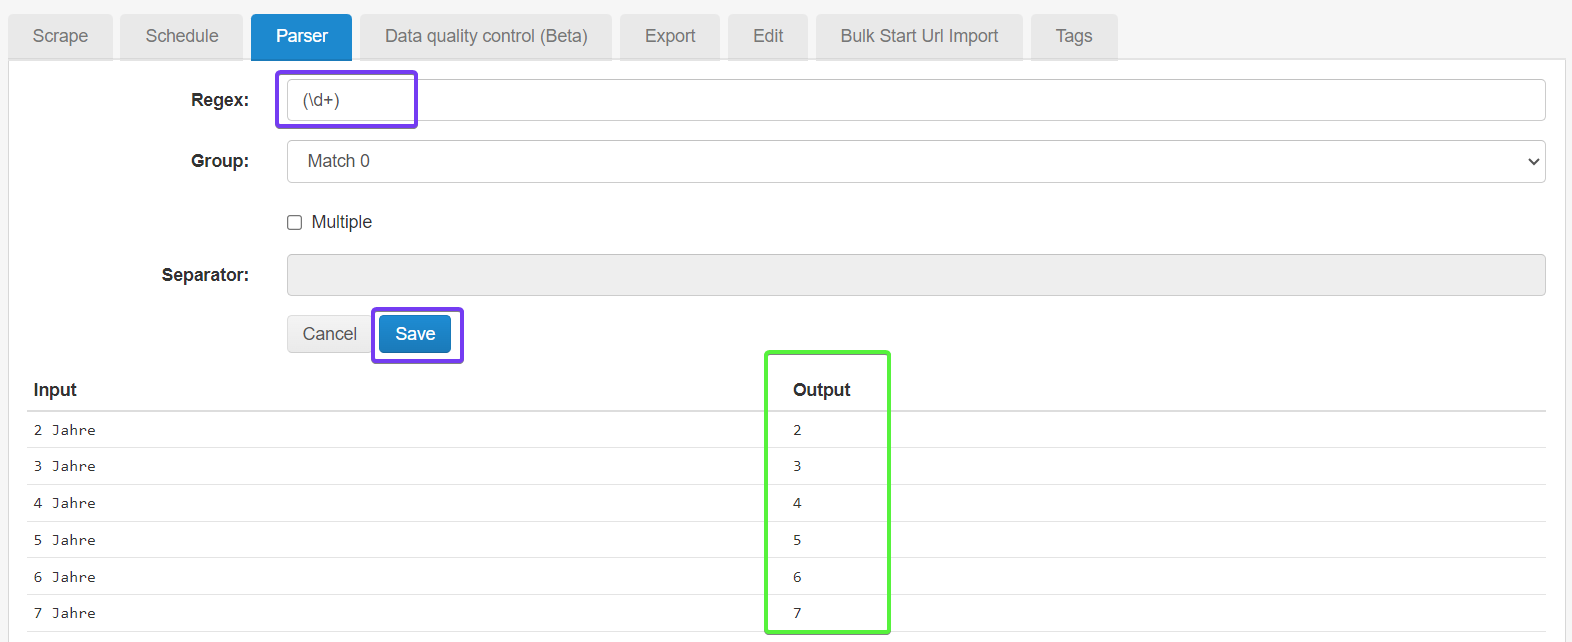 Scrape Schedule Parser Data quality control (Beta) Export Edit Bulk Start Url Import Tags
Regex: (\d+)
Group: Match 0
Multiple
Separator:
Cancel Save
Input Output
2 Jahre 2
3 Jahre 3
4 Jahre 4
5 Jahre 5
6 Jahre 6
7 Jahre 7